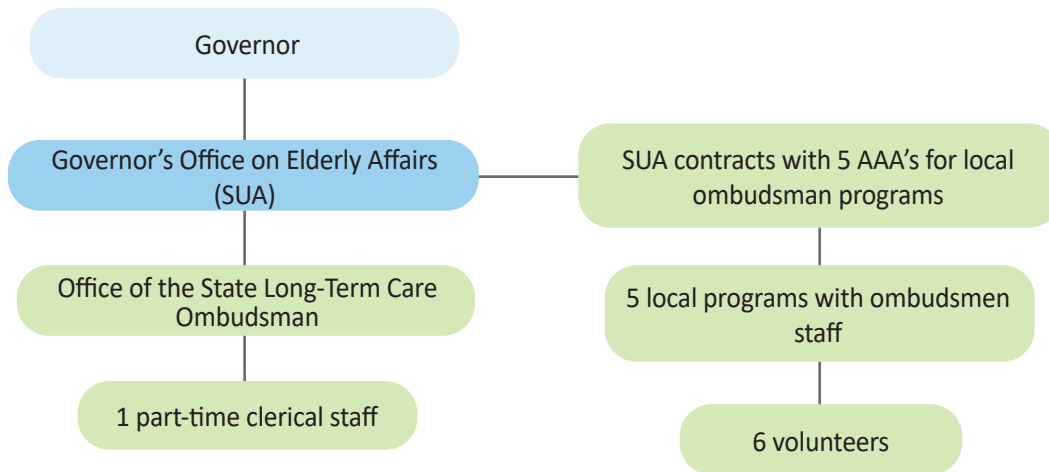 Governor
Governor’s Office on Elderly Affairs
(SUA)
Office of the State Long-Term Care
Ombudsman
1 part-time clerical staff
SUA contracts with 5 AAA’s for local
ombudsman programs
5 local programs with ombudsmen
staff
6 volunteers